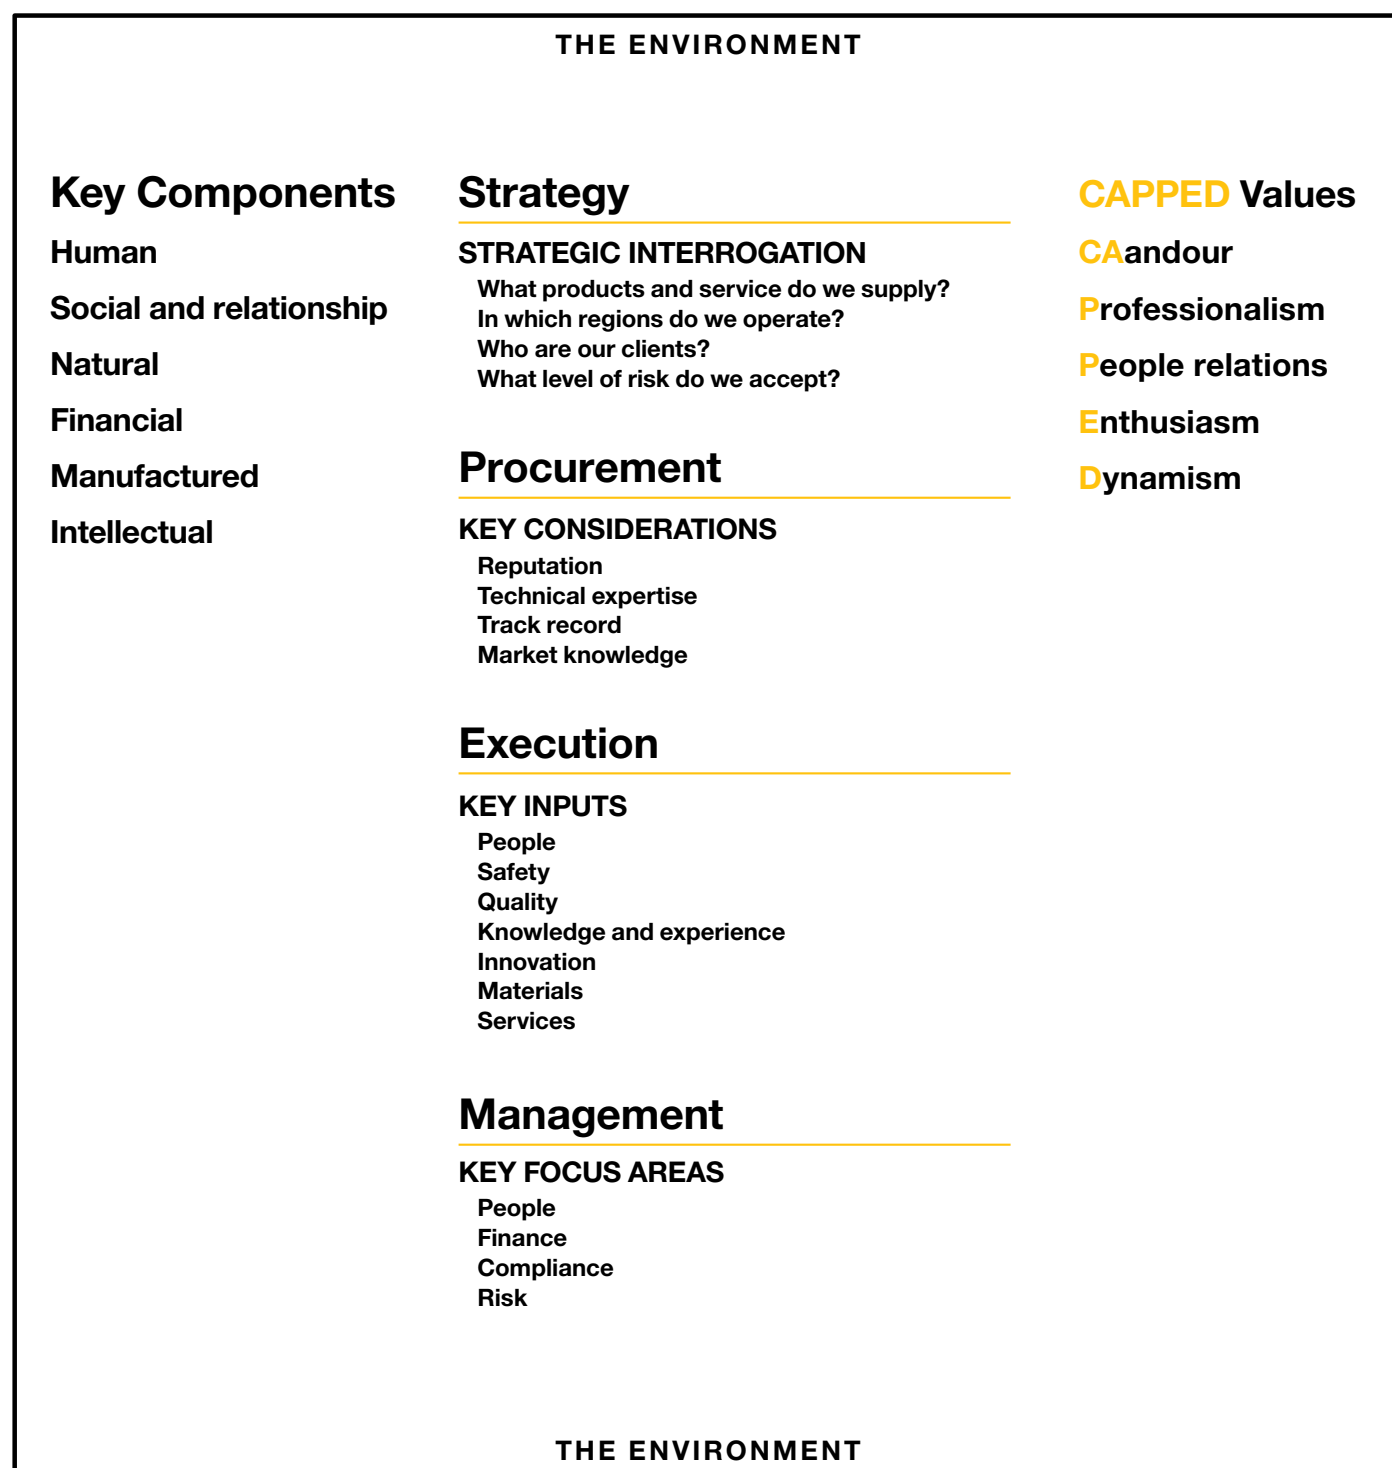 THE ENVIRONMENT
Key Components
Human
Social and relationship
Natural
Financial
Manufactured
Intellectual
Strategy
STRATEGIC INTERROGATION
What products and service do we supply?
In which regions do we operate?
Who are our clients?
What level of risk do we accept?
Procurement
KEY CONSIDERATIONS
Reputation
Technical expertise
Track record
Market knowledge
Execution
KEY INPUTS
People
Safety
Quality
Knowledge and experience
Innovation
Materials
Services
Management
KEY FOCUS AREAS
People
Finance
Compliance
Risk
CAPPED Values
CAandour
Professionalism
People relations
Enthusiasm
Dynamism
THE ENVIRONMENT